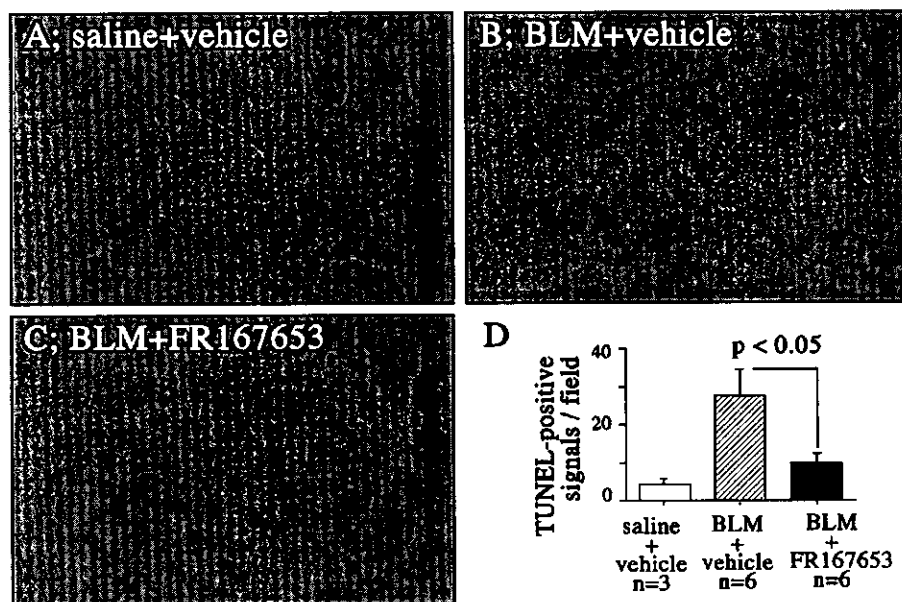 A; saline+vehicle
B; BLM+vehicle
C; BLM+FR167653
D
p < 0.05
TUNEL-positive
signals / field
40
20
0
saline
+
vehicle
n=3
BLM
+
vehicle
n=6
BLM
+
FR167653
n=6